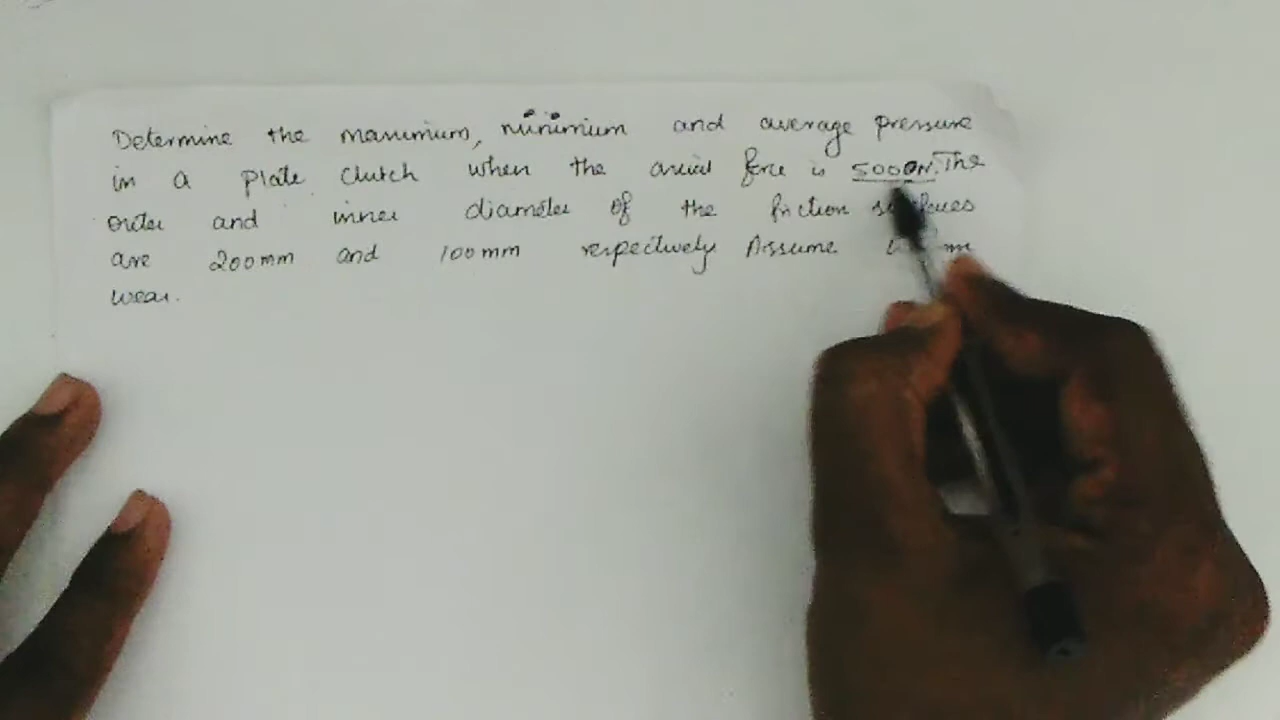 Determine the maximum, minimum and average pressure
in a plate clutch when the axial force is 5000N. The
outer and inner diameter of the friction surfaces
are 200mm and 100mm respectively Assume
wear.